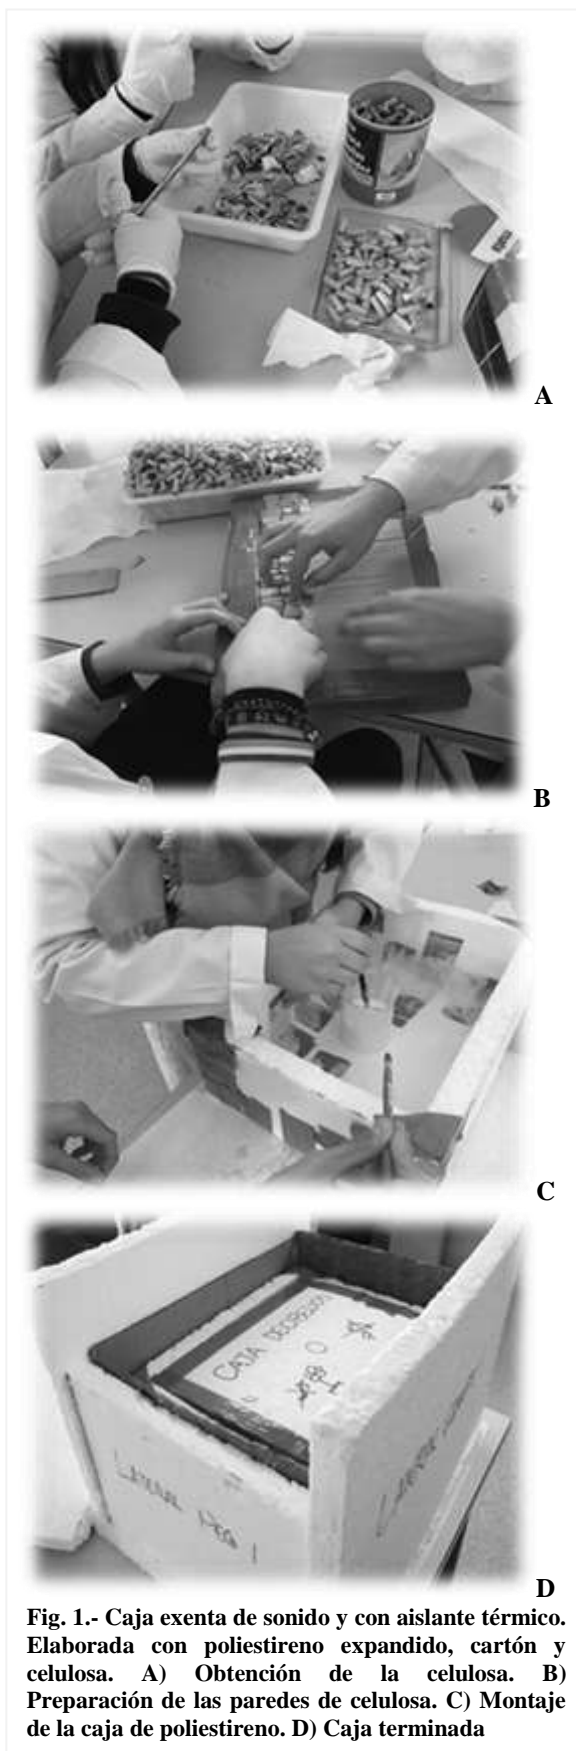 A
B
C
CAJA DECIBELIOS
D
Fig. 1.- Caja exenta de sonido y con aislante térmico.
Elaborada con poliestireno expandido, cartón y
celulosa. A) Obtención de la celulosa. B)
Preparación de las paredes de celulosa. C) Montaje
de la caja de poliestireno. D) Caja terminada